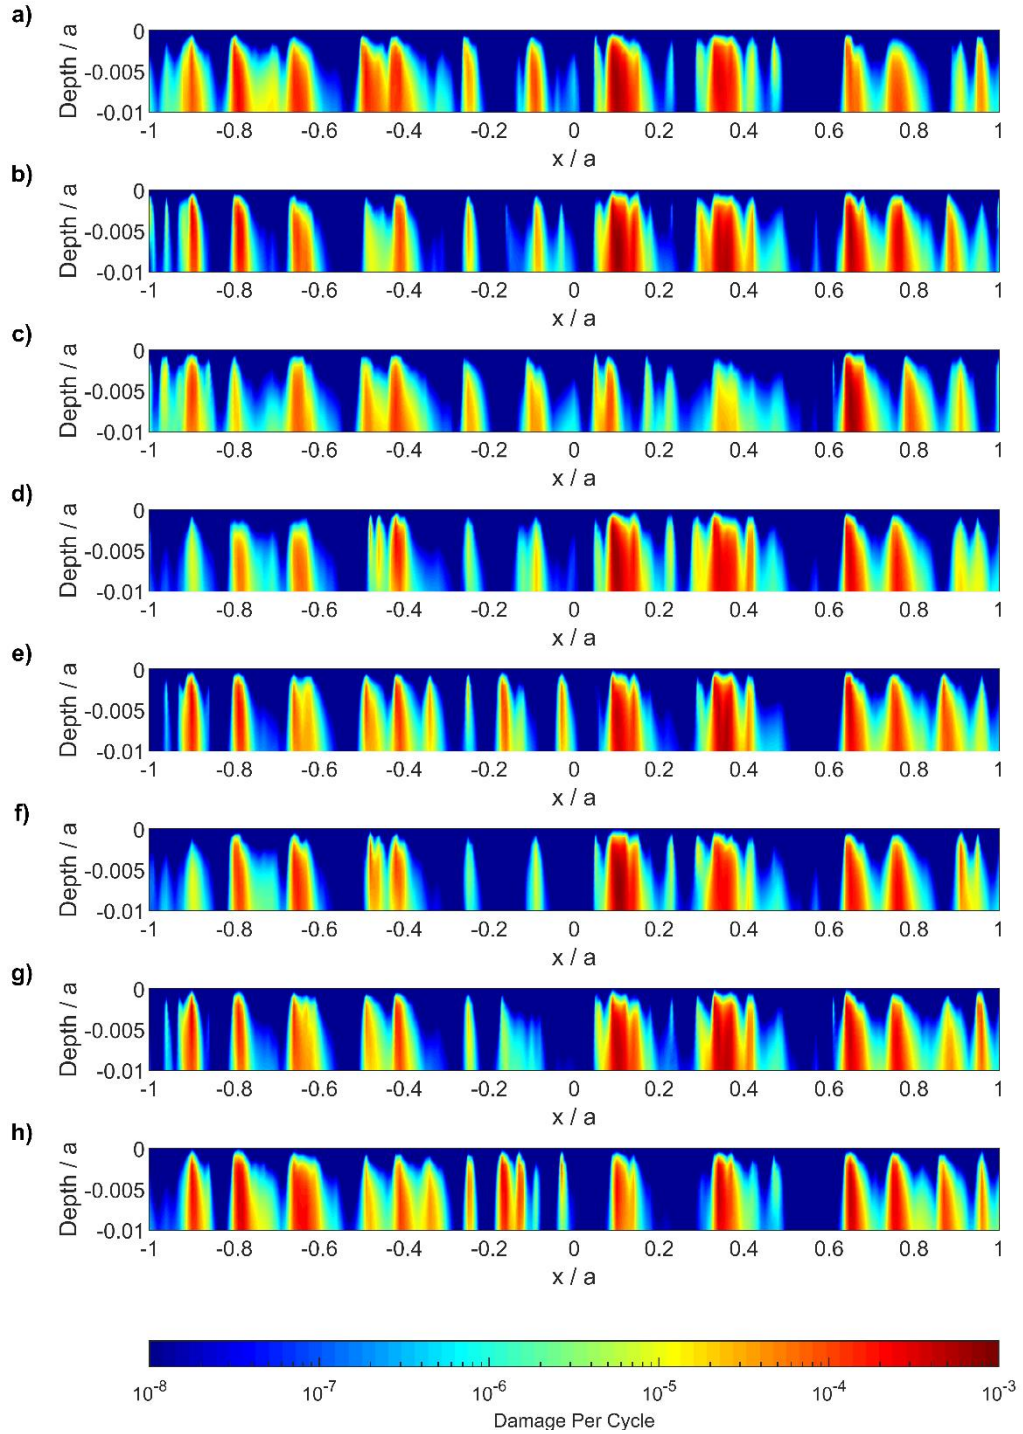 a)
Depth / a
0
-0.005
-0.01
-1 -0.8 -0.6 -0.4 -0.2 0 0.2 0.4 0.6 0.8 1
x / a
b)
Depth / a
0
-0.005
-0.01
-1 -0.8 -0.6 -0.4 -0.2 0 0.2 0.4 0.6 0.8 1
x / a
c)
Depth / a
0
-0.005
-0.01
-1 -0.8 -0.6 -0.4 -0.2 0 0.2 0.4 0.6 0.8 1
x / a
d)
Depth / a
0
-0.005
-0.01
-1 -0.8 -0.6 -0.4 -0.2 0 0.2 0.4 0.6 0.8 1
x / a
e)
Depth / a
0
-0.005
-0.01
-1 -0.8 -0.6 -0.4 -0.2 0 0.2 0.4 0.6 0.8 1
x / a
f)
Depth / a
0
-0.005
-0.01
-1 -0.8 -0.6 -0.4 -0.2 0 0.2 0.4 0.6 0.8 1
x / a
g)
Depth / a
0
-0.005
-0.01
-1 -0.8 -0.6 -0.4 -0.2 0 0.2 0.4 0.6 0.8 1
x / a
h)
Depth / a
0
-0.005
-0.01
-1 -0.8 -0.6 -0.4 -0.2 0 0.2 0.4 0.6 0.8 1
x / a
10⁻⁸ 10⁻⁷ 10⁻⁶ 10⁻⁵ 10⁻⁴ 10⁻³
Damage Per Cycle